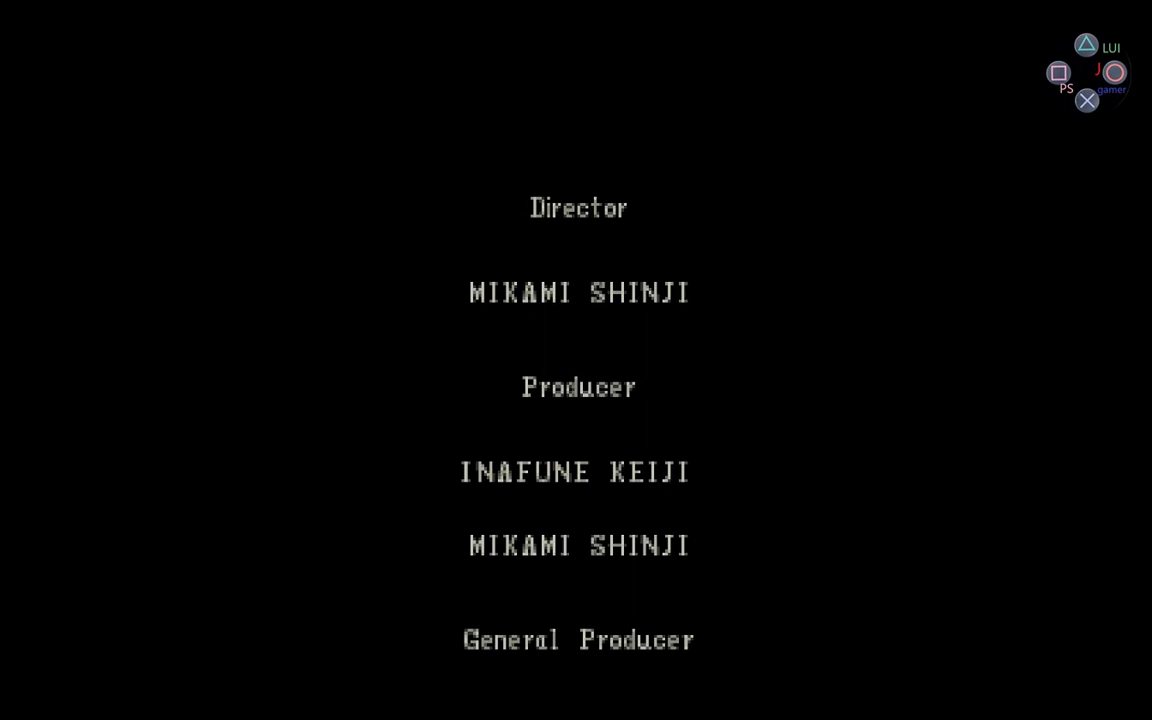 LUI
J
PS
gamer
Director
MIKAMI SHINJI
Producer
INAFUNE KEIJI
MIKAMI SHINJI
General Producer